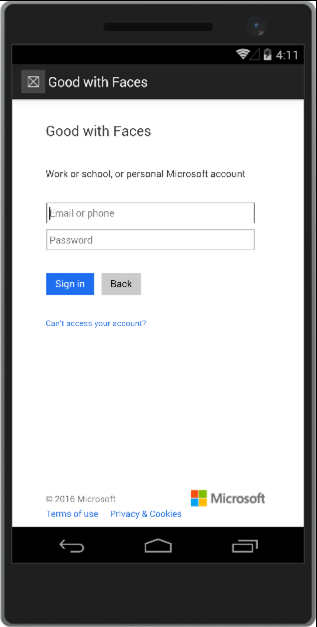 4:11
Good with Faces
Good with Faces
Work or school, or personal Microsoft account
Email or phone
Password
Sign in Back
Can't access your account?
© 2016 Microsoft Microsoft
Terms of use Privacy & Cookies